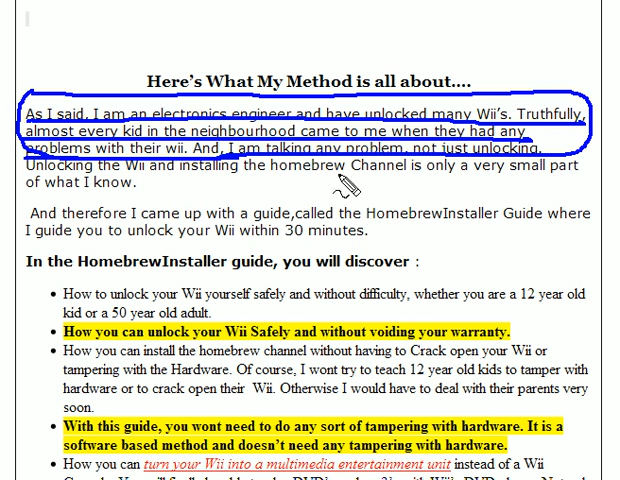 Here's What My Method is all about....
As I said, I am an electronics engineer and have unlocked many Wii's. Truthfully,
almost every kid in the neighbourhood came to me when they had any
problems with their wii. And, I am talking any problem, not just unlocking.
Unlocking the Wii and installing the homebrew Channel is only a very small part
of what I know.
And therefore I came up with a guide,called the HomebrewInstaller Guide where
I guide you to unlock your Wii within 30 minutes.
In the HomebrewInstaller guide, you will discover :
• How to unlock your Wii yourself safely and without difficulty, whether you are a 12 year old
kid or a 50 year old adult.
• How you can unlock your Wii Safely and without voiding your warranty.
• How you can install the homebrew channel without having to Crack open your Wii or
tampering with the Hardware. Of course, I wont try to teach 12 year old kids to tamper with
hardware or to crack open their Wii. Otherwise I would have to deal with their parents very
soon.
• With this guide, you wont need to do any sort of tampering with hardware. It is a
software based method and doesn't need any tampering with hardware.
• How you can turn your Wii into a multimedia entertainment unit instead of a Wii